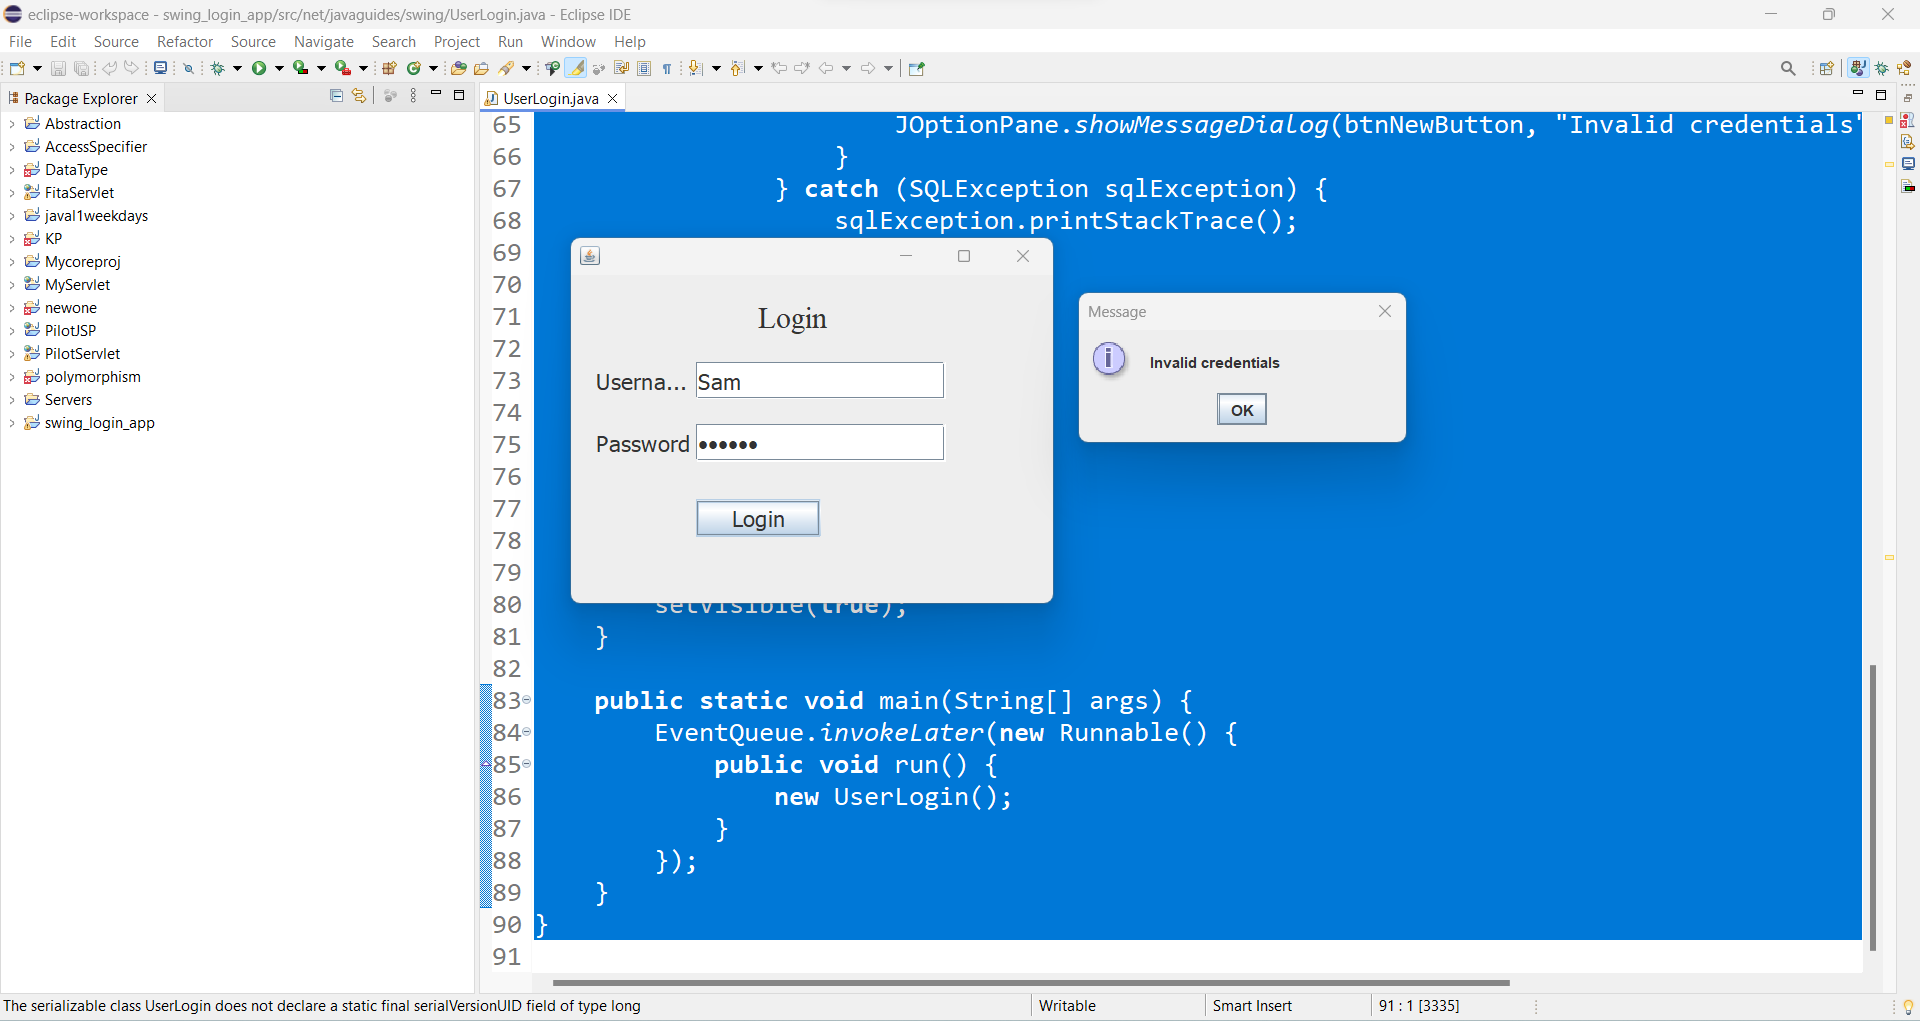 eclipse-workspace - swing_login_app/src/net/javaguides/swing/UserLogin.java - Eclipse IDE
File Edit Source Refactor Source Navigate Search Project Run Window Help
Package Explorer
UserLogin.java
Abstraction
AccessSpecifier
DataType
FitaServlet
javal1weekdays
KP
Mycoreproj
MyServlet
newone
PilotJSP
PilotServlet
polymorphism
Servers
swing_login_app
65 JOptionPane.showMessageDialog(btnNewButton, "Invalid credentials"
66 }
67 } catch (SQLException sqlException) {
68 sqlException.printStackTrace();
69
70
71
72
73
74
75
76
77
78
79
80 setVisible(true);
81 }
82
83 public static void main(String[] args) {
84 EventQueue.invokeLater(new Runnable() {
85 public void run() {
86 new UserLogin();
87 }
88 });
89 }
90 }
91
Login
Userna... Sam
Password ••••••
Login
Message
Invalid credentials
OK
The serializable class UserLogin does not declare a static final serialVersionUID field of type long
Writable
Smart Insert
91 : 1 [3335]